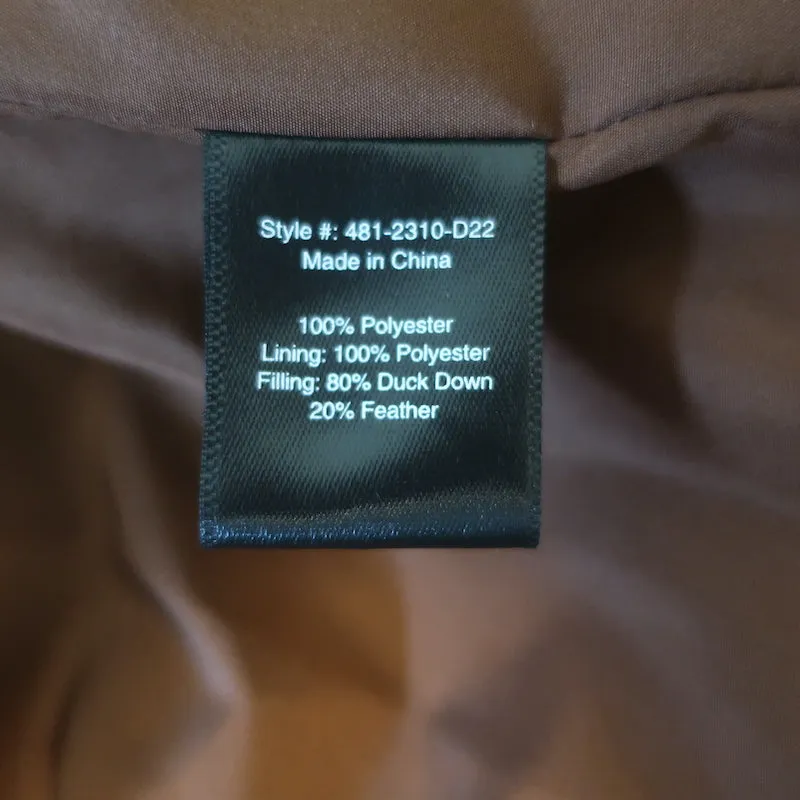 Style #: 481-2310-D22
Made in China
100% Polyester
Lining: 100% Polyester
Filling: 80% Duck Down
20% Feather